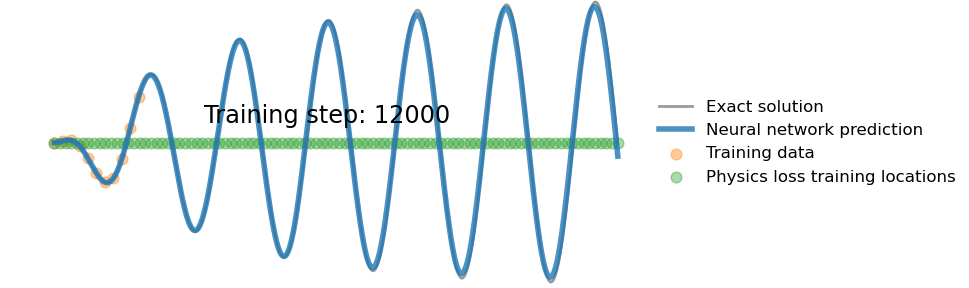 Training step: 12000
Exact solution
Neural network prediction
Training data
Physics loss training locations